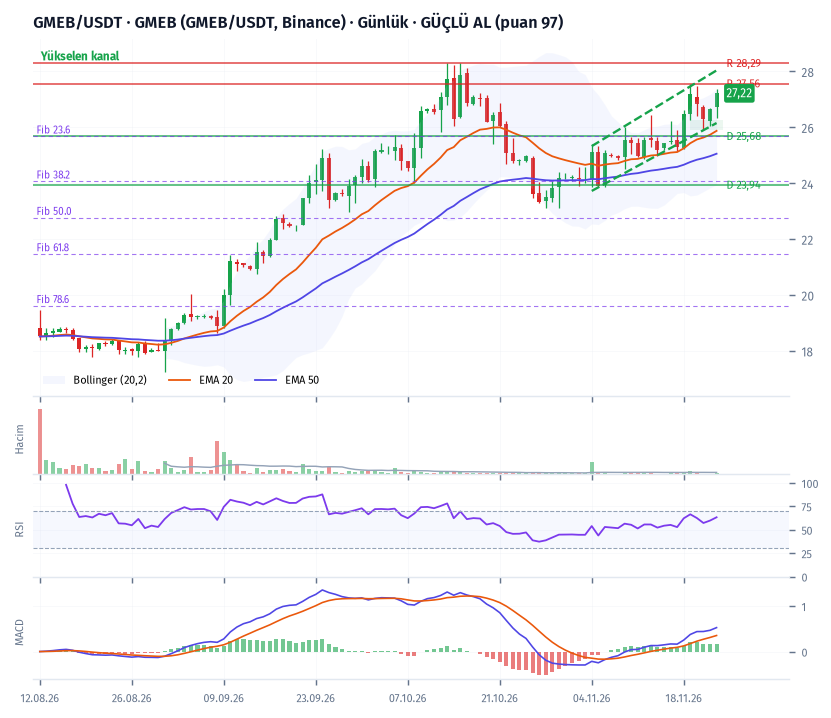 GMEB/USDT · GMEB (GMEB/USDT, Binance) · Günlük · GÜÇLÜ AL (puan 97)
Yükselen kanal
R 28,29
28
R 27,56
27,22
Fib 23.6
26
D 25,68
Fib 38.2
24
D 23,94
Fib 50.0
22
Fib 61.8
20
Fib 78.6
18
Bollinger (20,2)
EMA 20
EMA 50
Hacim
100
75
RSI
50
25
0
1
MACD
0
12.08.26
26.08.26
09.09.26
23.09.26
07.10.26
21.10.26
04.11.26
18.11.26